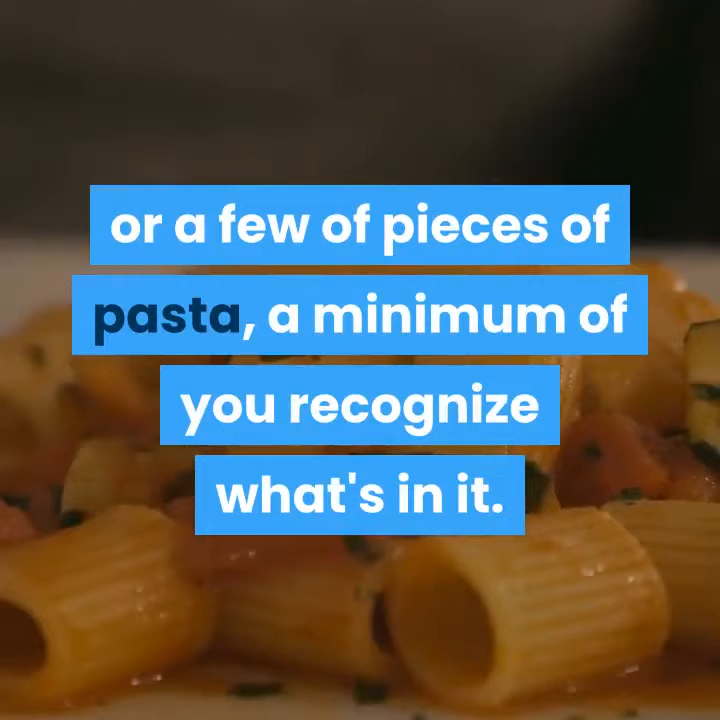 or a few of pieces of
pasta, a minimum of
you recognize
what's in it.